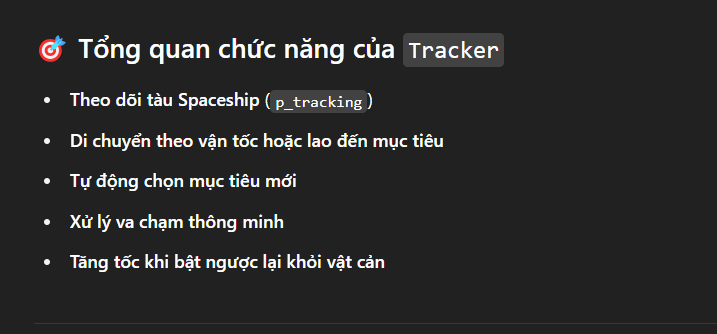 🎯 Tổng quan chức năng của Tracker
• Theo dõi tàu Spaceship (p_tracking)
• Di chuyển theo vận tốc hoặc lao đến mục tiêu
• Tự động chọn mục tiêu mới
• Xử lý va chạm thông minh
• Tăng tốc khi bật ngược lại khỏi vật cản